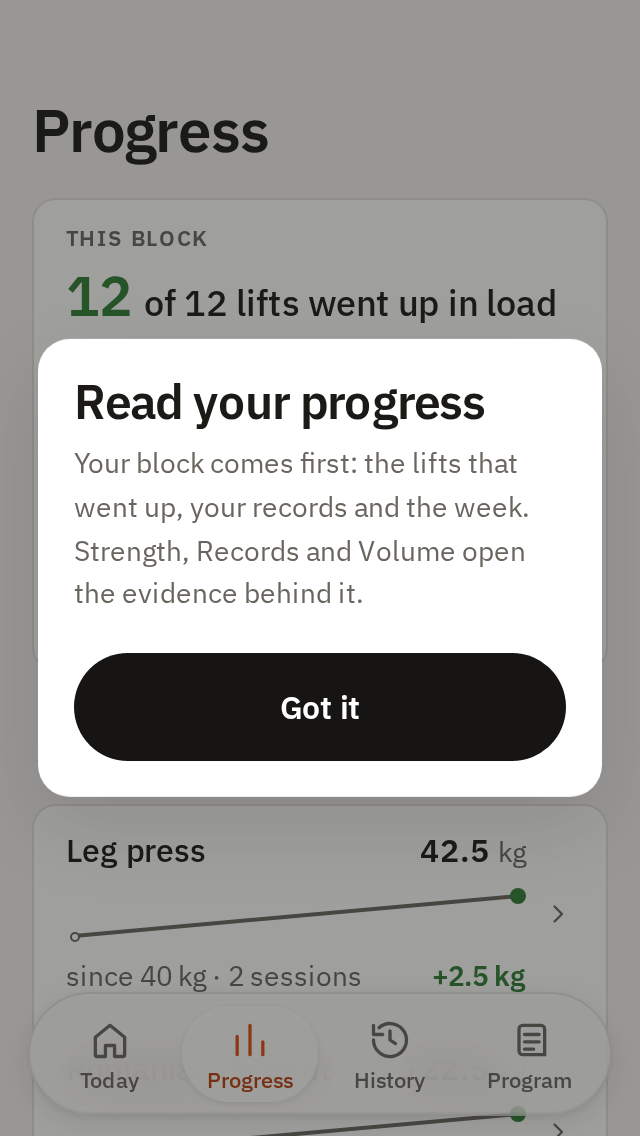 Progress
THIS BLOCK
12 of 12 lifts went up in load
Read your progress
Your block comes first: the lifts that
went up, your records and the week.
Strength, Records and Volume open
the evidence behind it.
Got it
Leg press 42.5 kg
since 40 kg · 2 sessions +2.5 kg
Today Progress History Program